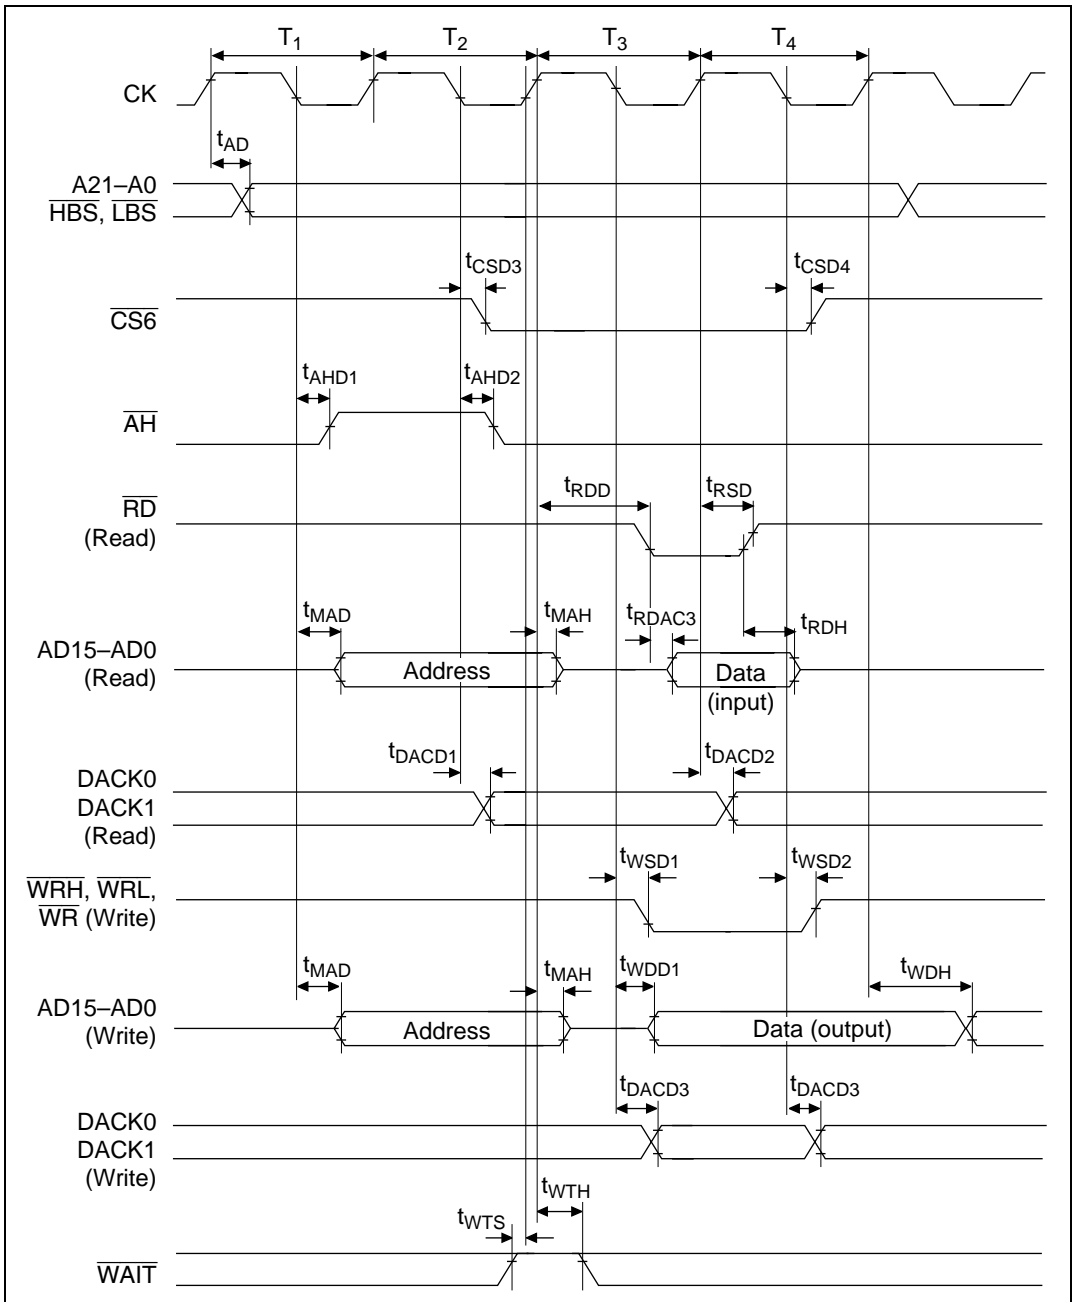 T1 T2 T3 T4
CK
tAD
A21–A0
HBS, LBS
tCSD3 tCSD4
CS6
tAHD1 tAHD2
AH
tRDD tRSD
RD
(Read)
tMAD tMAH tRDAC3 tRDH
AD15–AD0
(Read)
Address
Data
(input)
tDACD1 tDACD2
DACK0
DACK1
(Read)
tWSD1 tWSD2
WRH, WRL,
WR (Write)
tMAD tMAH tWDD1 tWDH
AD15–AD0
(Write)
Address
Data (output)
tDACD3 tDACD3
DACK0
DACK1
(Write)
tWTH
tWTS
WAIT